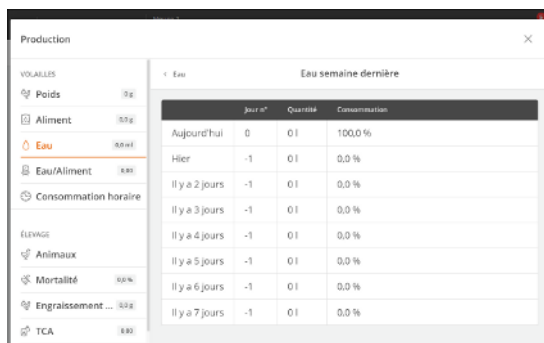 Production
VOLAILLES
Poids 0 g
Aliment 0,0 g
Eau 0,0 ml
Eau/Aliment 0,00
Consommation horaire
ÉLEVAGE
Animaux
Mortalité 0,0 %
Engraissement ... 0,0 g
TCA 0,00
< Eau
Eau semaine dernière
Jour n° Quantité Consommation
Aujourd'hui 0 0 l 100,0 %
Hier -1 0 l 0,0 %
Il y a 2 jours -1 0 l 0,0 %
Il y a 3 jours -1 0 l 0,0 %
Il y a 4 jours -1 0 l 0,0 %
Il y a 5 jours -1 0 l 0,0 %
Il y a 6 jours -1 0 l 0,0 %
Il y a 7 jours -1 0 l 0,0 %